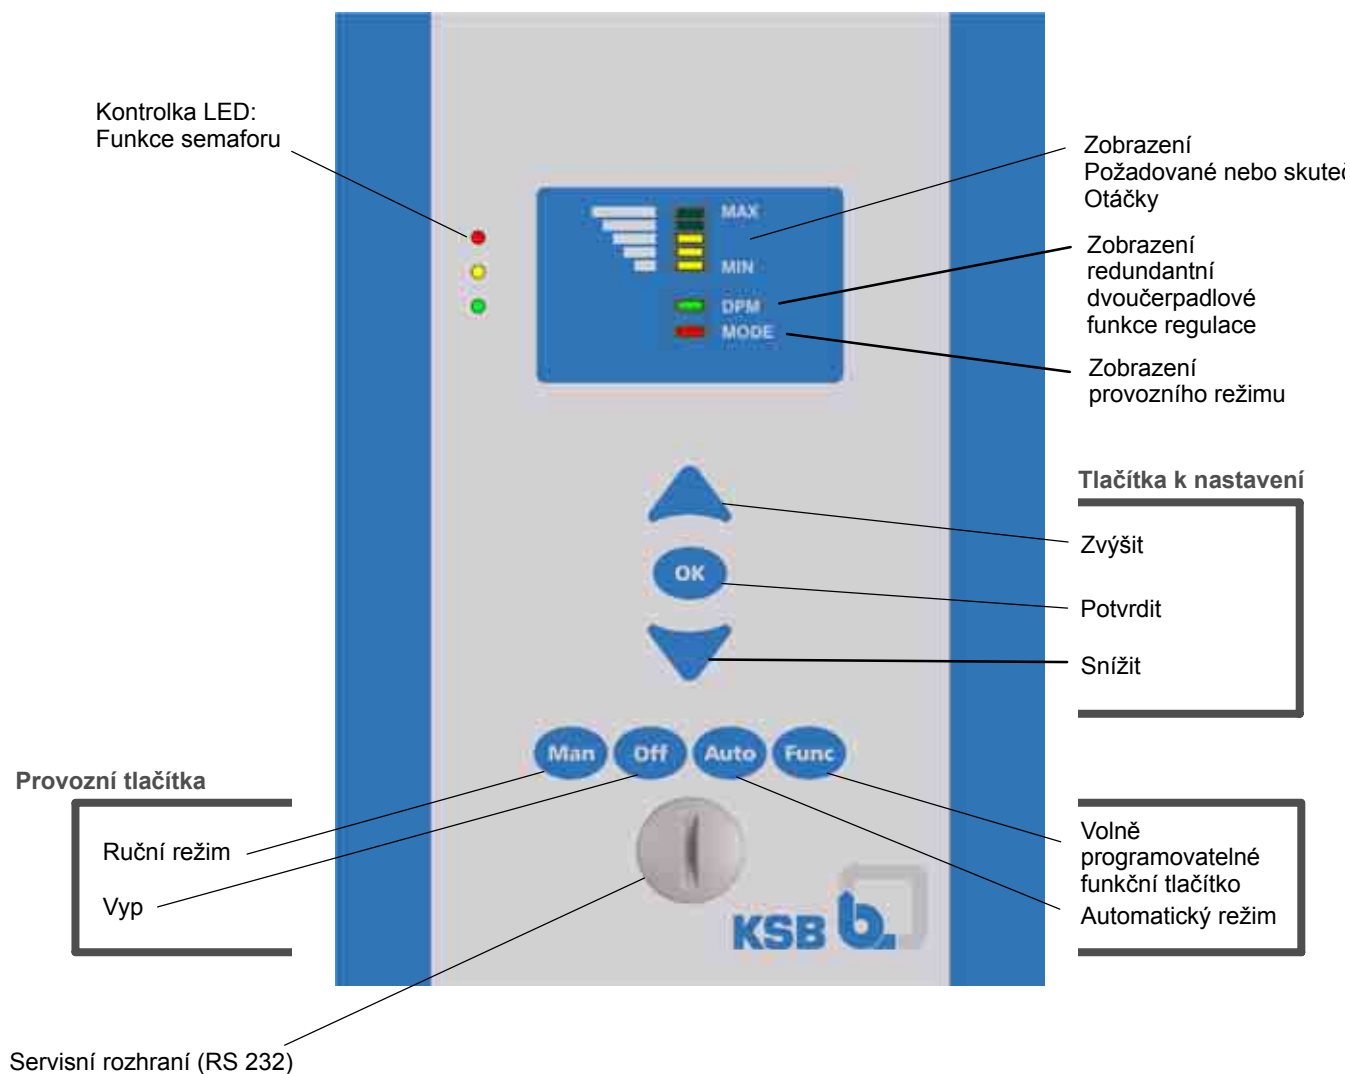 Kontrolka LED:
Funkce semaforu
Zobrazení
Požadované nebo
Otáčky
MAX
MIN
DPM
MODE
Zobrazení
redundantní
dvoučerpadlové
funkce regulace
Zobrazení
provozního režimu
Tlačítka k nastavení
Zvýšit
OK
Potvrdit
Snížit
Man
Off
Auto
Func
Provozní tlačítka
Ruční režim
Vyp
Volně
programovatelné
funkční tlačítko
Automatický režim
KSB b
Servisní rozhraní (RS 232)